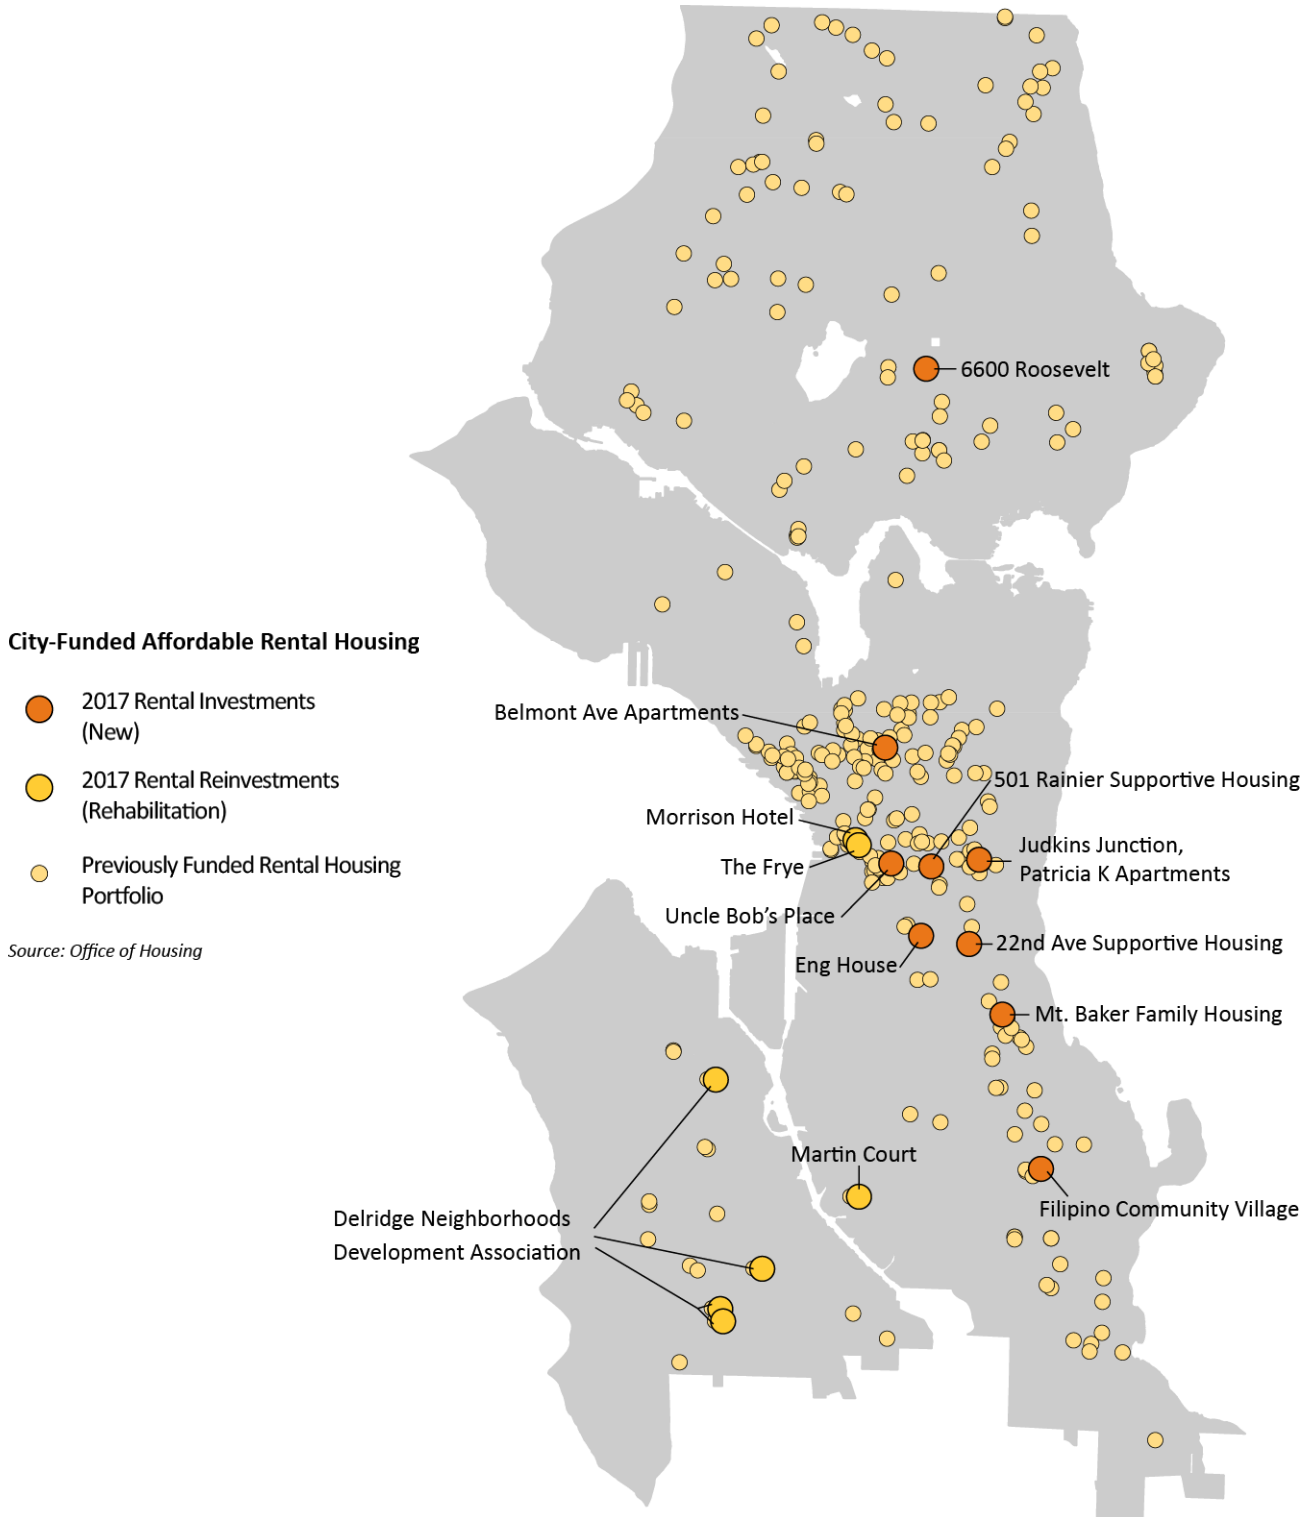 6600 Roosevelt
City-Funded Affordable Rental Housing
2017 Rental Investments
(New)
2017 Rental Reinvestments
(Rehabilitation)
Previously Funded Rental Housing
Portfolio
Source: Office of Housing
Belmont Ave Apartments
501 Rainier Supportive Housing
Morrison Hotel
The Frye
Judkins Junction,
Patricia K Apartments
Uncle Bob's Place
22nd Ave Supportive Housing
Eng House
Mt. Baker Family Housing
Martin Court
Filipino Community Village
Delridge Neighborhoods
Development Association